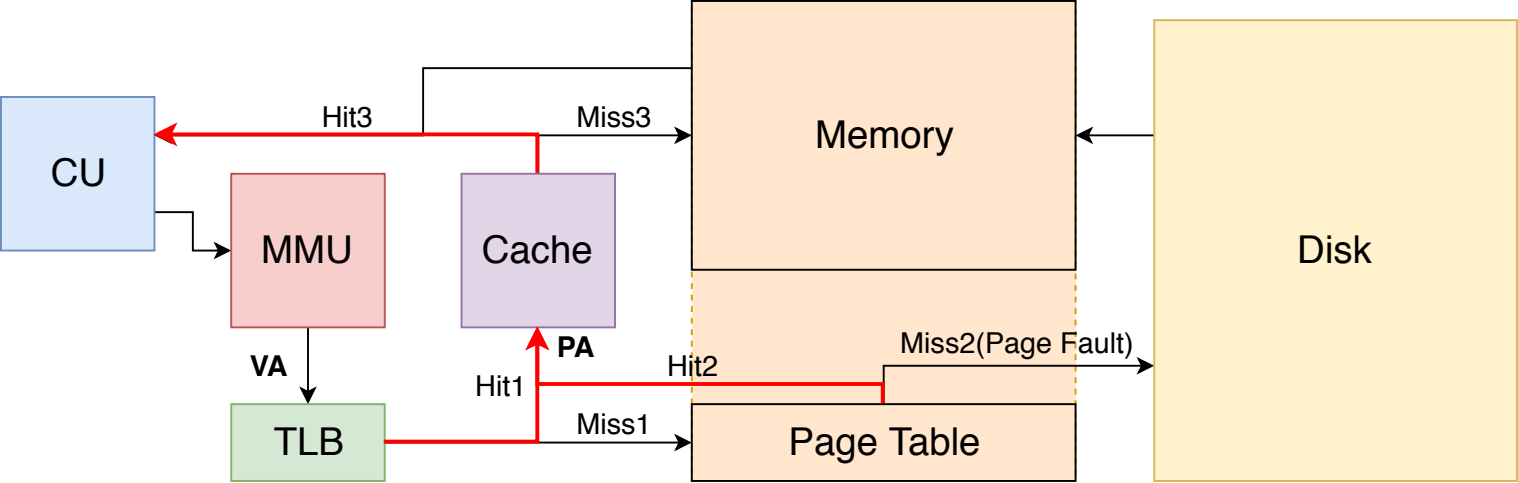 Hit3
Miss3
Memory
CU
MMU
Cache
Disk
VA
PA
Miss2(Page Fault)
Hit2
Hit1
Miss1
TLB
Page Table